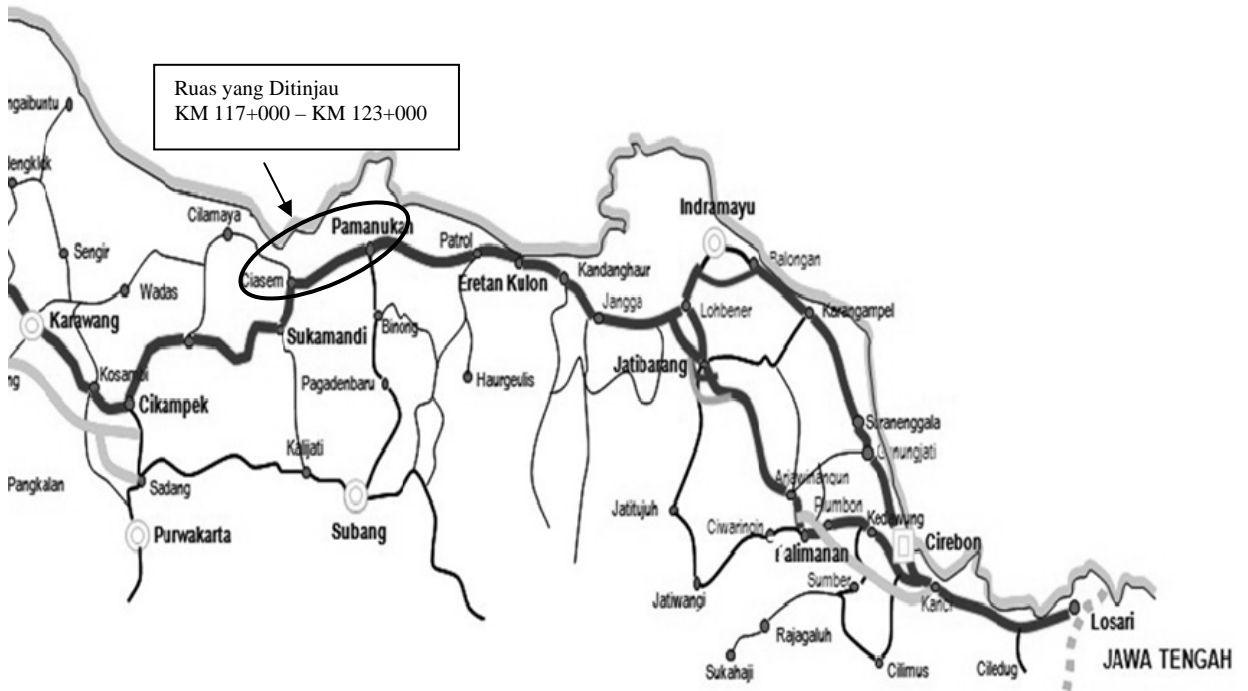 Ruas yang Ditinjau
KM 117+000 – KM 123+000
ngaibuntu
Cilamaya
Pamanukan
Patrol
Indramayu
Sengir
Wadas
Ciasem
Eretan Kulon
Kandanghaur
Balongan
Karawang
Sukamandi
Binong
Jangga
Lohbener
Karangampel
Kosambi
Cikampek
Pagadenbaru
Haurgeulis
Jatibarang
ng
Kalijati
Pangkalan
Sadang
Subang
Purwakarta
Jatitujuh
Ciwaringin
Plumbon
Kedawung
Cirebon
Jatiwangi
Sumber
Kanci
Losari
Rajagaluh
Sukahaji
Cilimus
Ciledug
JAWA TENGAH